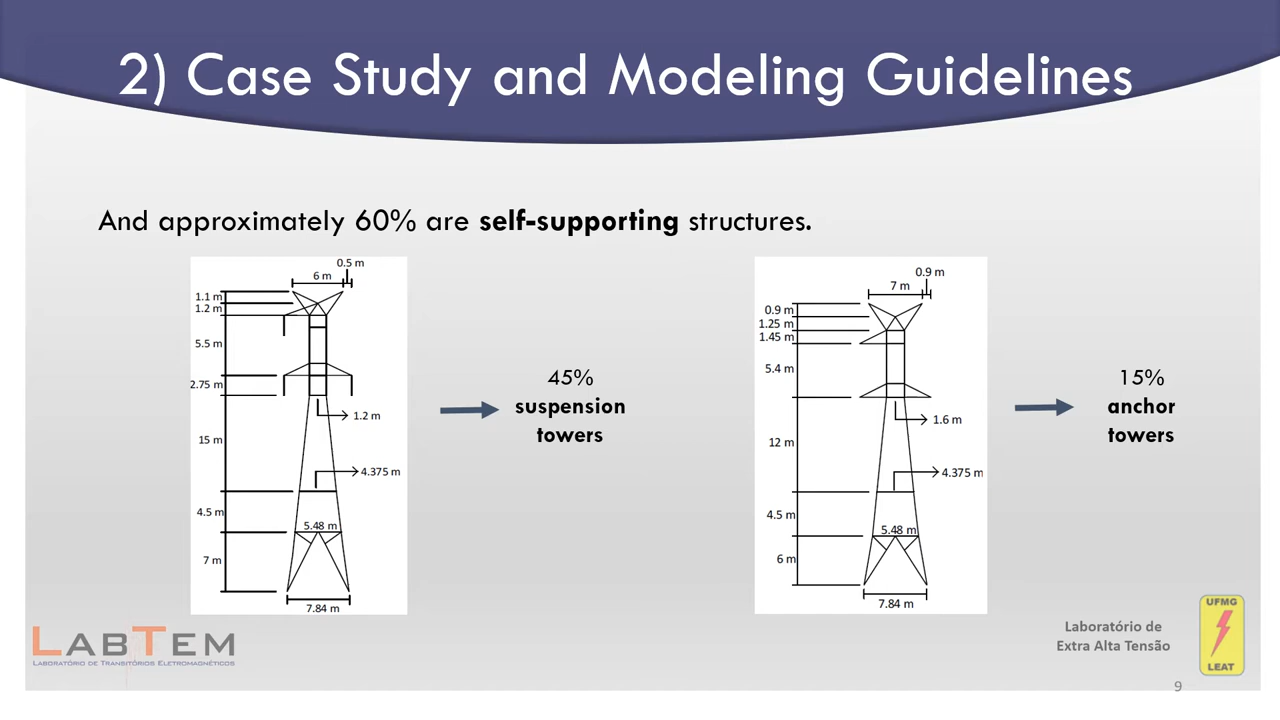 2) Case Study and Modeling Guidelines
And approximately 60% are self-supporting structures.
0.5 m
6 m
1.1 m
1.2 m
5.5 m
2.75 m
1.2 m
15 m
4.375 m
4.5 m
5.48 m
7 m
7.84 m
45%
suspension
towers
0.9 m
7 m
0.9 m
1.25 m
1.45 m
5.4 m
1.6 m
12 m
4.375 m
4.5 m
5.48 m
6 m
7.84 m
15%
anchor
towers
LABTEM
LABORATÓRIO DE TRANSITÓRIOS ELETROMAGNÉTICOS
Laboratório de
Extra Alta Tensão
UFMG
LEAT
9